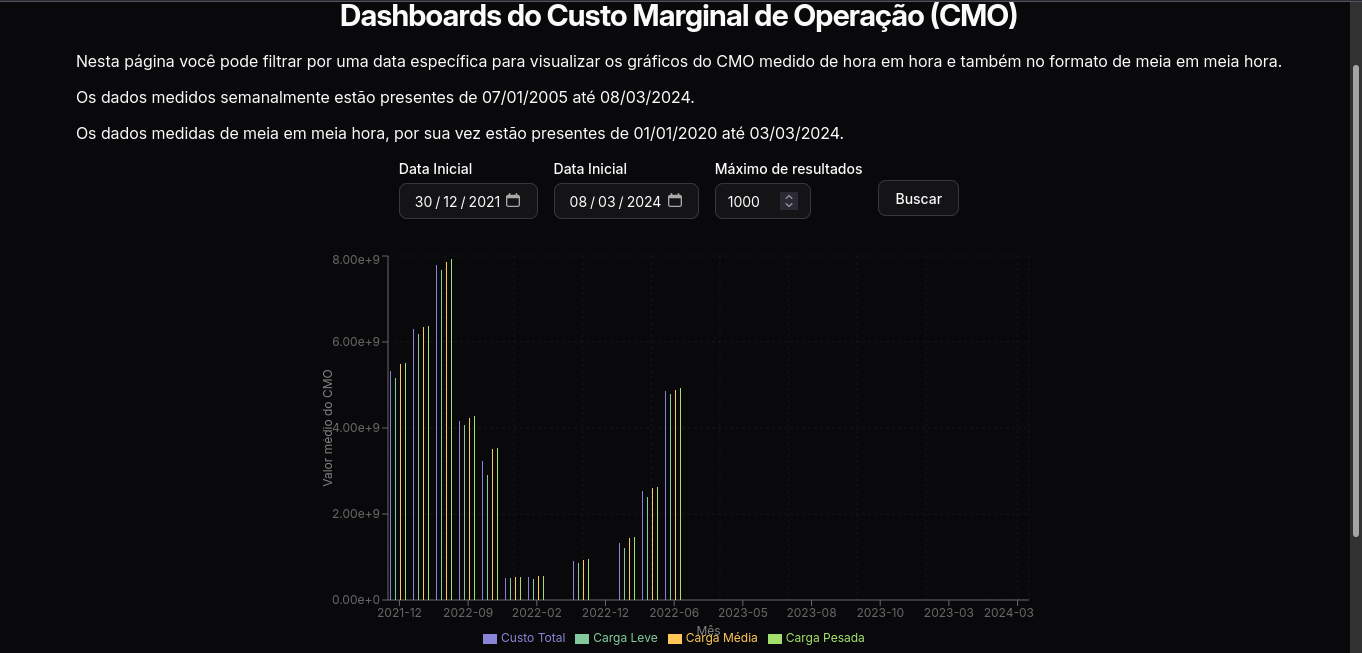 Dashboards do Custo Marginal de Operação (CMO)
Nesta página você pode filtrar por uma data específica para visualizar os gráficos do CMO medido de hora em hora e também no formato de meia em meia hora.
Os dados medidos semanalmente estão presentes de 07/01/2005 até 08/03/2024.
Os dados medidas de meia em meia hora, por sua vez estão presentes de 01/01/2020 até 03/03/2024.
Data Inicial Data Inicial Máximo de resultados
30 / 12 / 2021 08 / 03 / 2024 1000 Buscar
8.00e+9
6.00e+9
4.00e+9
2.00e+9
0.00e+0
Valor médio do CMO
2021-12 2022-09 2022-02 2022-12 2022-06 2023-05 2023-08 2023-10 2023-03 2024-03
Mês
Custo Total Carga Leve Carga Média Carga Pesada